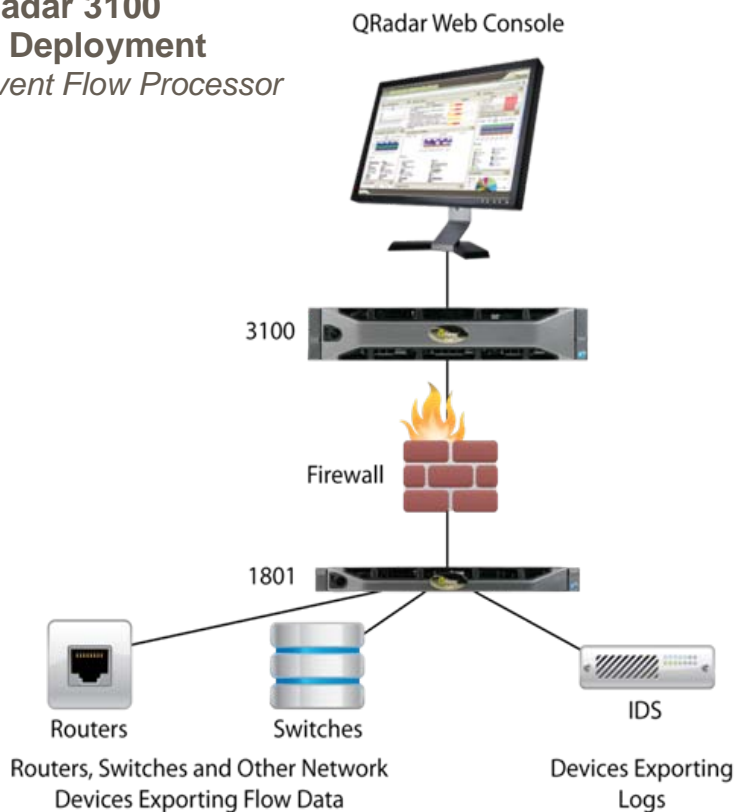 adar 3100
Deployment
vent Flow Processor
QRadar Web Console
3100
Firewall
1801
Routers
Switches
IDS
Routers, Switches and Other Network
Devices Exporting Flow Data
Devices Exporting
Logs